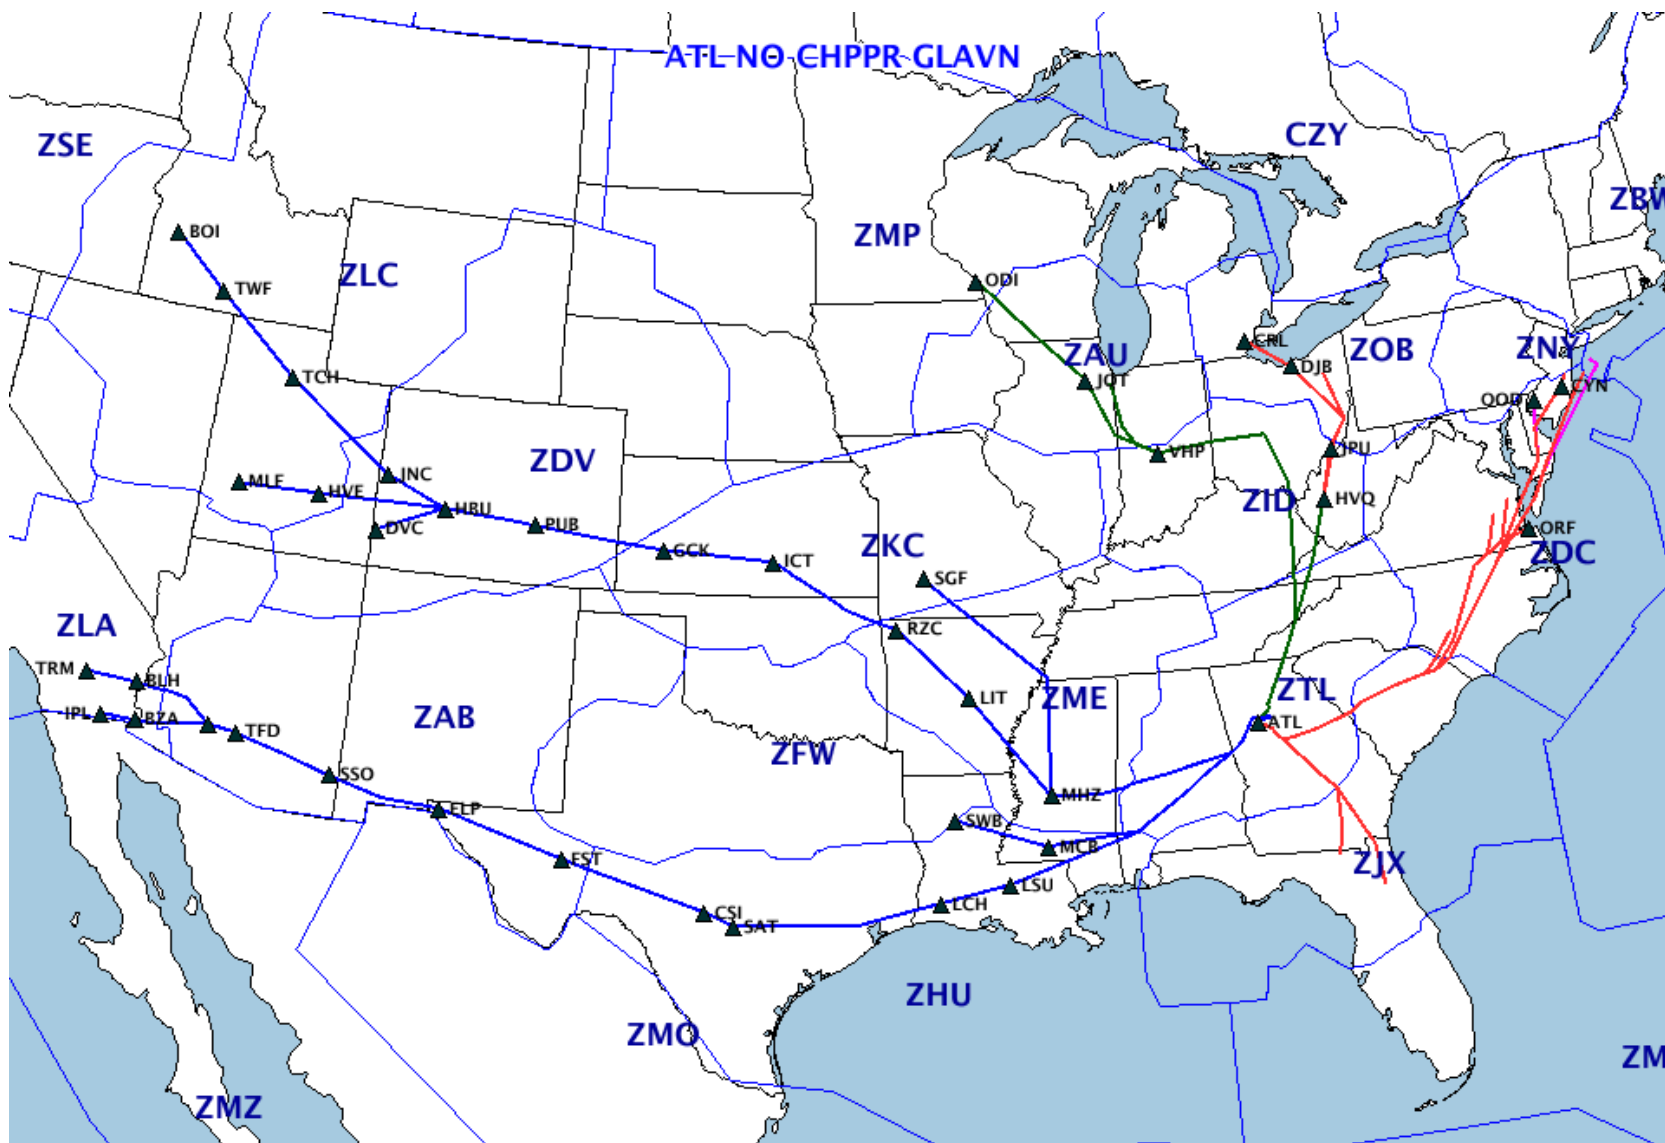 ATL NO CHPPR GLAVN
CZY
ZSE
ZBW
BOI
ZMP
ZLC
ODI
TWF
CRL
ZOB
ZNY
ZAU
DJB
TCH
JOT
CYN
OOD
JPU
VHP
ZDV
INC
MLF
HVE
ZID
HVQ
HBU
PUB
DVC
ORF
ZDC
GCK
ICT
ZKC
SGF
ZLA
RZC
TRM
BLH
ZTL
LIT
ZME
IPL
BZA
ZAB
ATL
TFD
ZFW
SSO
MHZ
ELP
SWB
MCB
FST
ZJX
LSU
LCH
CSI
SAT
ZHU
ZMO
ZM
ZMZ